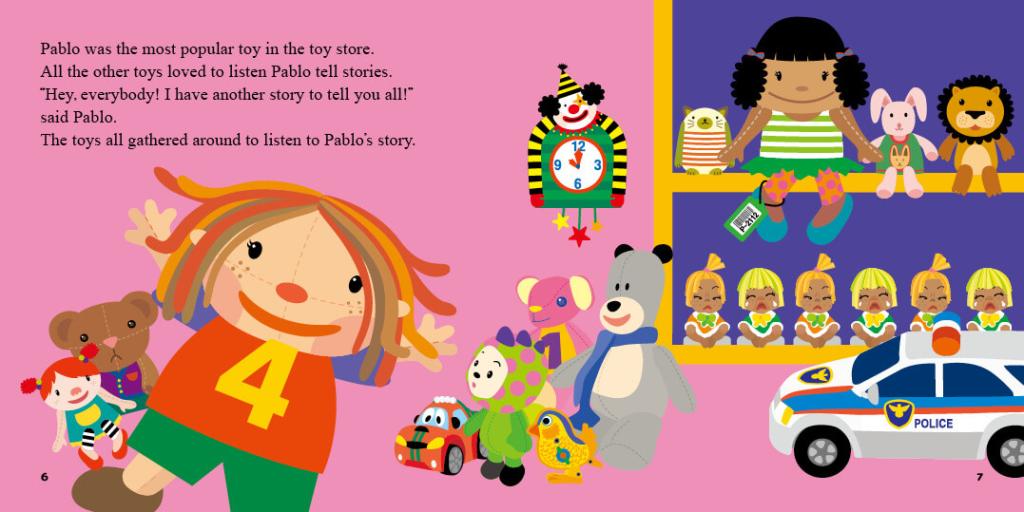 Pablo was the most popular toy in the toy store.
All the other toys loved to listen Pablo tell stories.
"Hey, everybody! I have another story to tell you all!"
said Pablo.
The toys all gathered around to listen to Pablo's story.
12
9 3
6
P-2112
4
POLICE
6
7